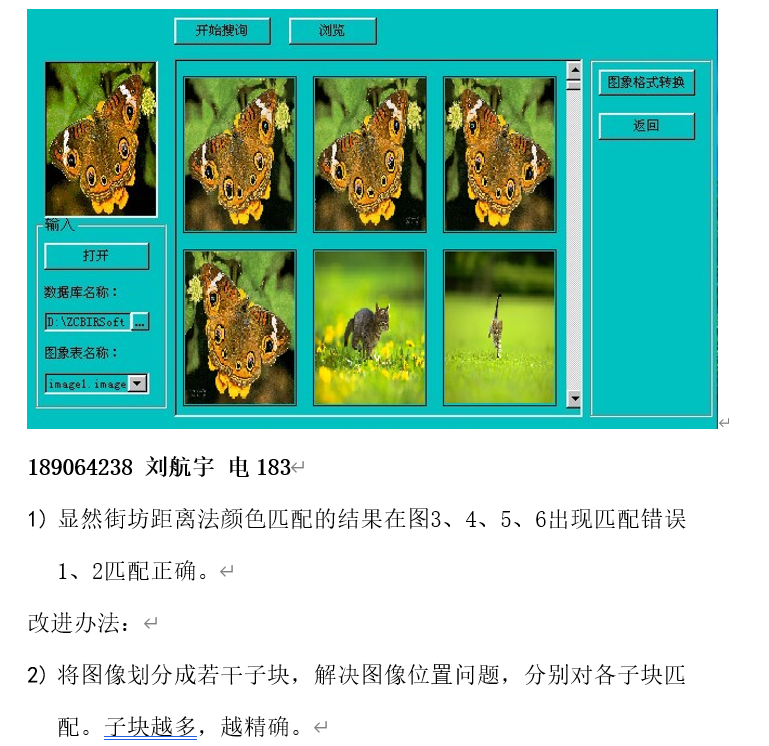 开始搜询 浏览
图象格式转换
返回
输入
打开
数据库名称：
D:\ZCBIRSoft ...
图象表名称：
image1.image
189064238 刘航宇 电 183
1) 显然街坊距离法颜色匹配的结果在图3、4、5、6出现匹配错误
1、2匹配正确。
改进办法：
2) 将图像划分成若干子块，解决图像位置问题，分别对各子块匹
配。子块越多，越精确。